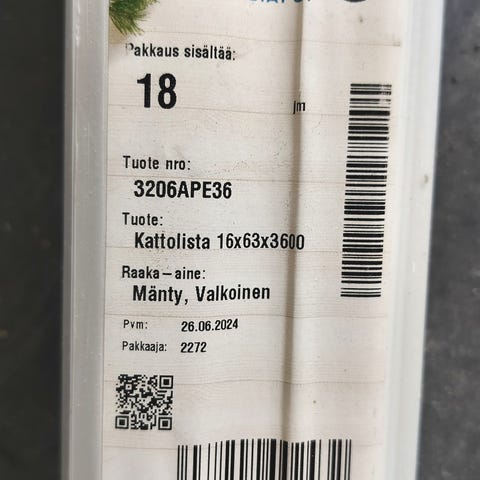 Pakkaus sisältää:
18 jm
Tuote nro:
3206APE36
Tuote:
Kattolista 16x63x3600
Raaka-aine:
Mänty, Valkoinen
Pvm: 26.06.2024
Pakkaaja: 2272